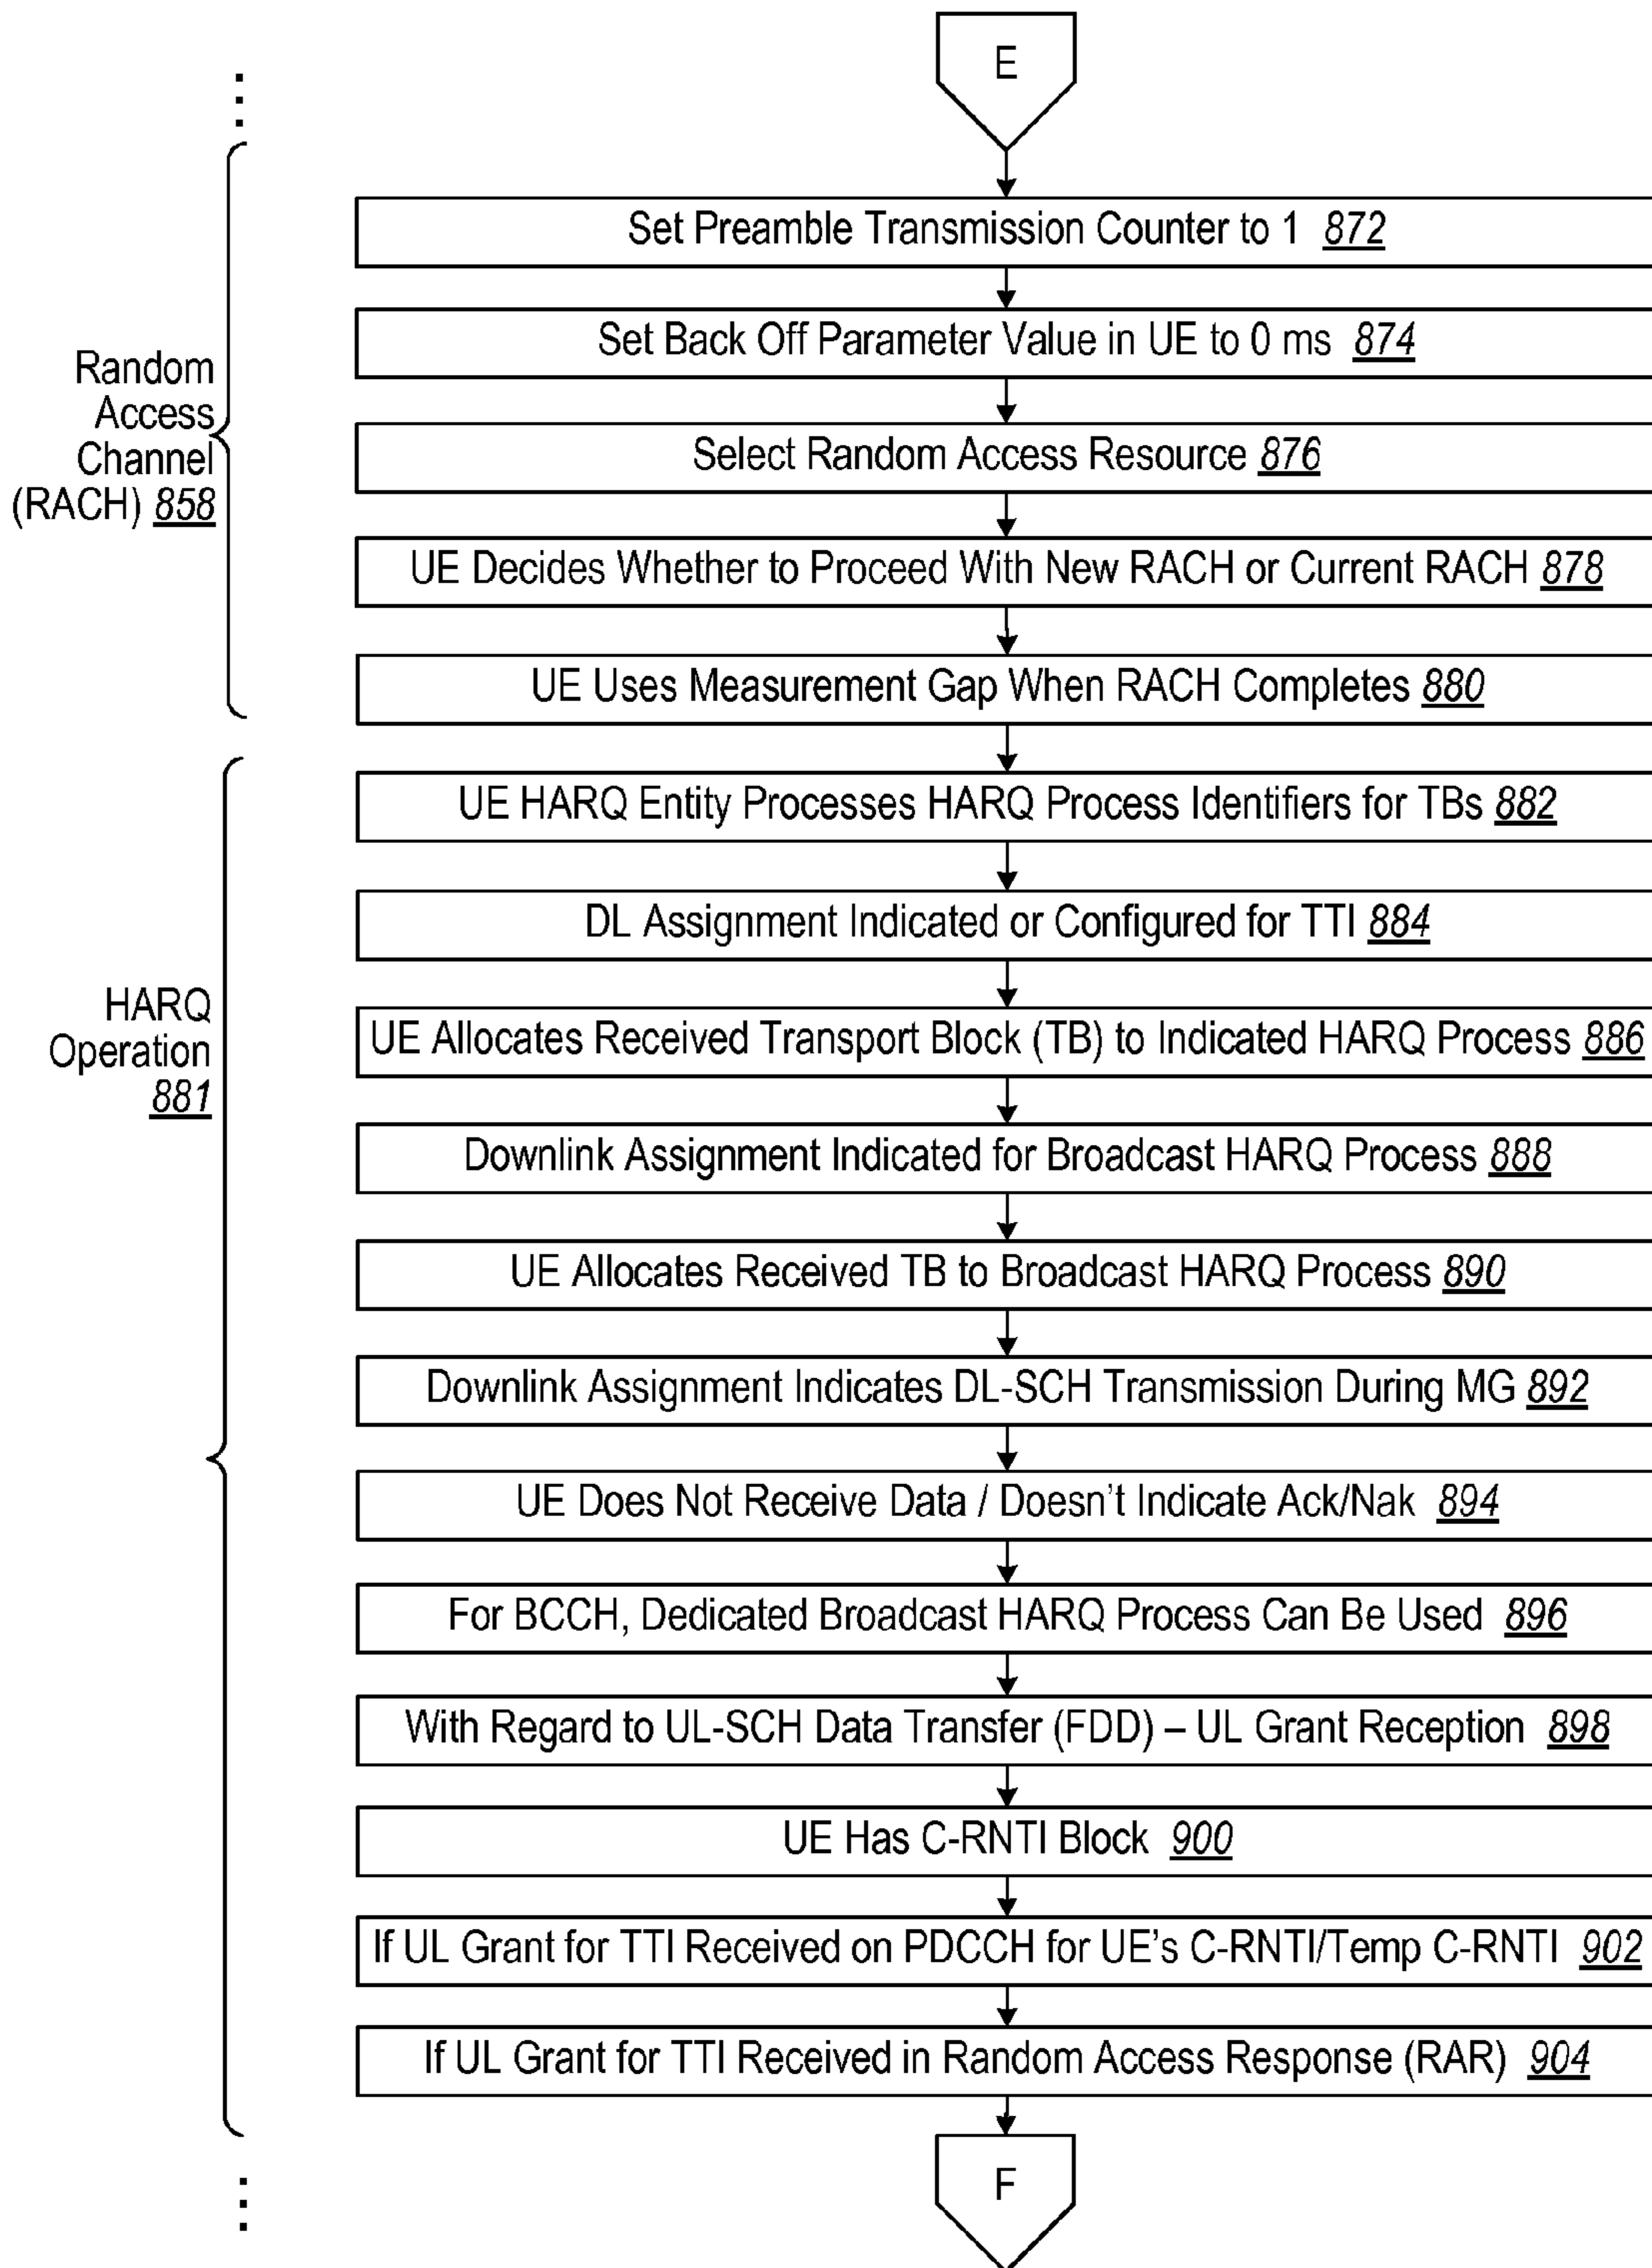 E
Set Preamble Transmission Counter to 1 872
Set Back Off Parameter Value in UE to 0 ms 874
Select Random Access Resource 876
UE Decides Whether to Proceed With New RACH or Current RACH 878
UE Uses Measurement Gap When RACH Completes 880
Random
Access
Channel
(RACH) 858
UE HARQ Entity Processes HARQ Process Identifiers for TBs 882
DL Assignment Indicated or Configured for TTI 884
UE Allocates Received Transport Block (TB) to Indicated HARQ Process 886
Downlink Assignment Indicated for Broadcast HARQ Process 888
UE Allocates Received TB to Broadcast HARQ Process 890
Downlink Assignment Indicates DL-SCH Transmission During MG 892
UE Does Not Receive Data / Doesn't Indicate Ack/Nak 894
For BCCH, Dedicated Broadcast HARQ Process Can Be Used 896
With Regard to UL-SCH Data Transfer (FDD) – UL Grant Reception 898
UE Has C-RNTI Block 900
If UL Grant for TTI Received on PDCCH for UE's C-RNTI/Temp C-RNTI 902
If UL Grant for TTI Received in Random Access Response (RAR) 904
HARQ
Operation
881
F